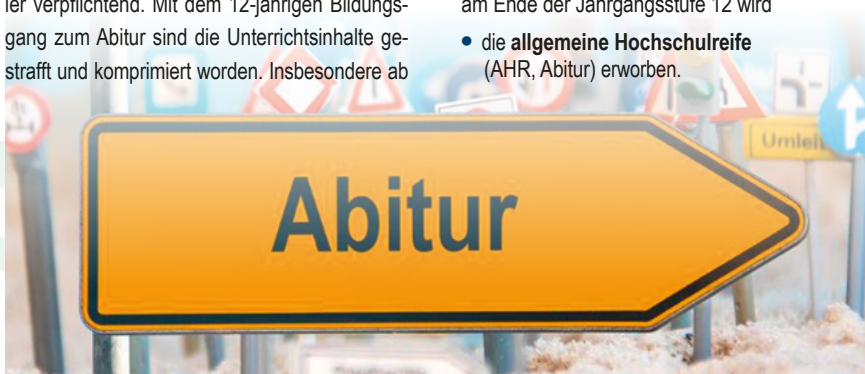 ler verpflichtend. Mit dem 12-jährigen Bildungs-
gang zum Abitur sind die Unterrichtsinhalte ge-
strafft und komprimiert worden. Insbesondere ab
am Ende der Jahrgangsstufe 12 wird
• die allgemeine Hochschulreife
(AHR, Abitur) erworben.
Umlei
Abitur